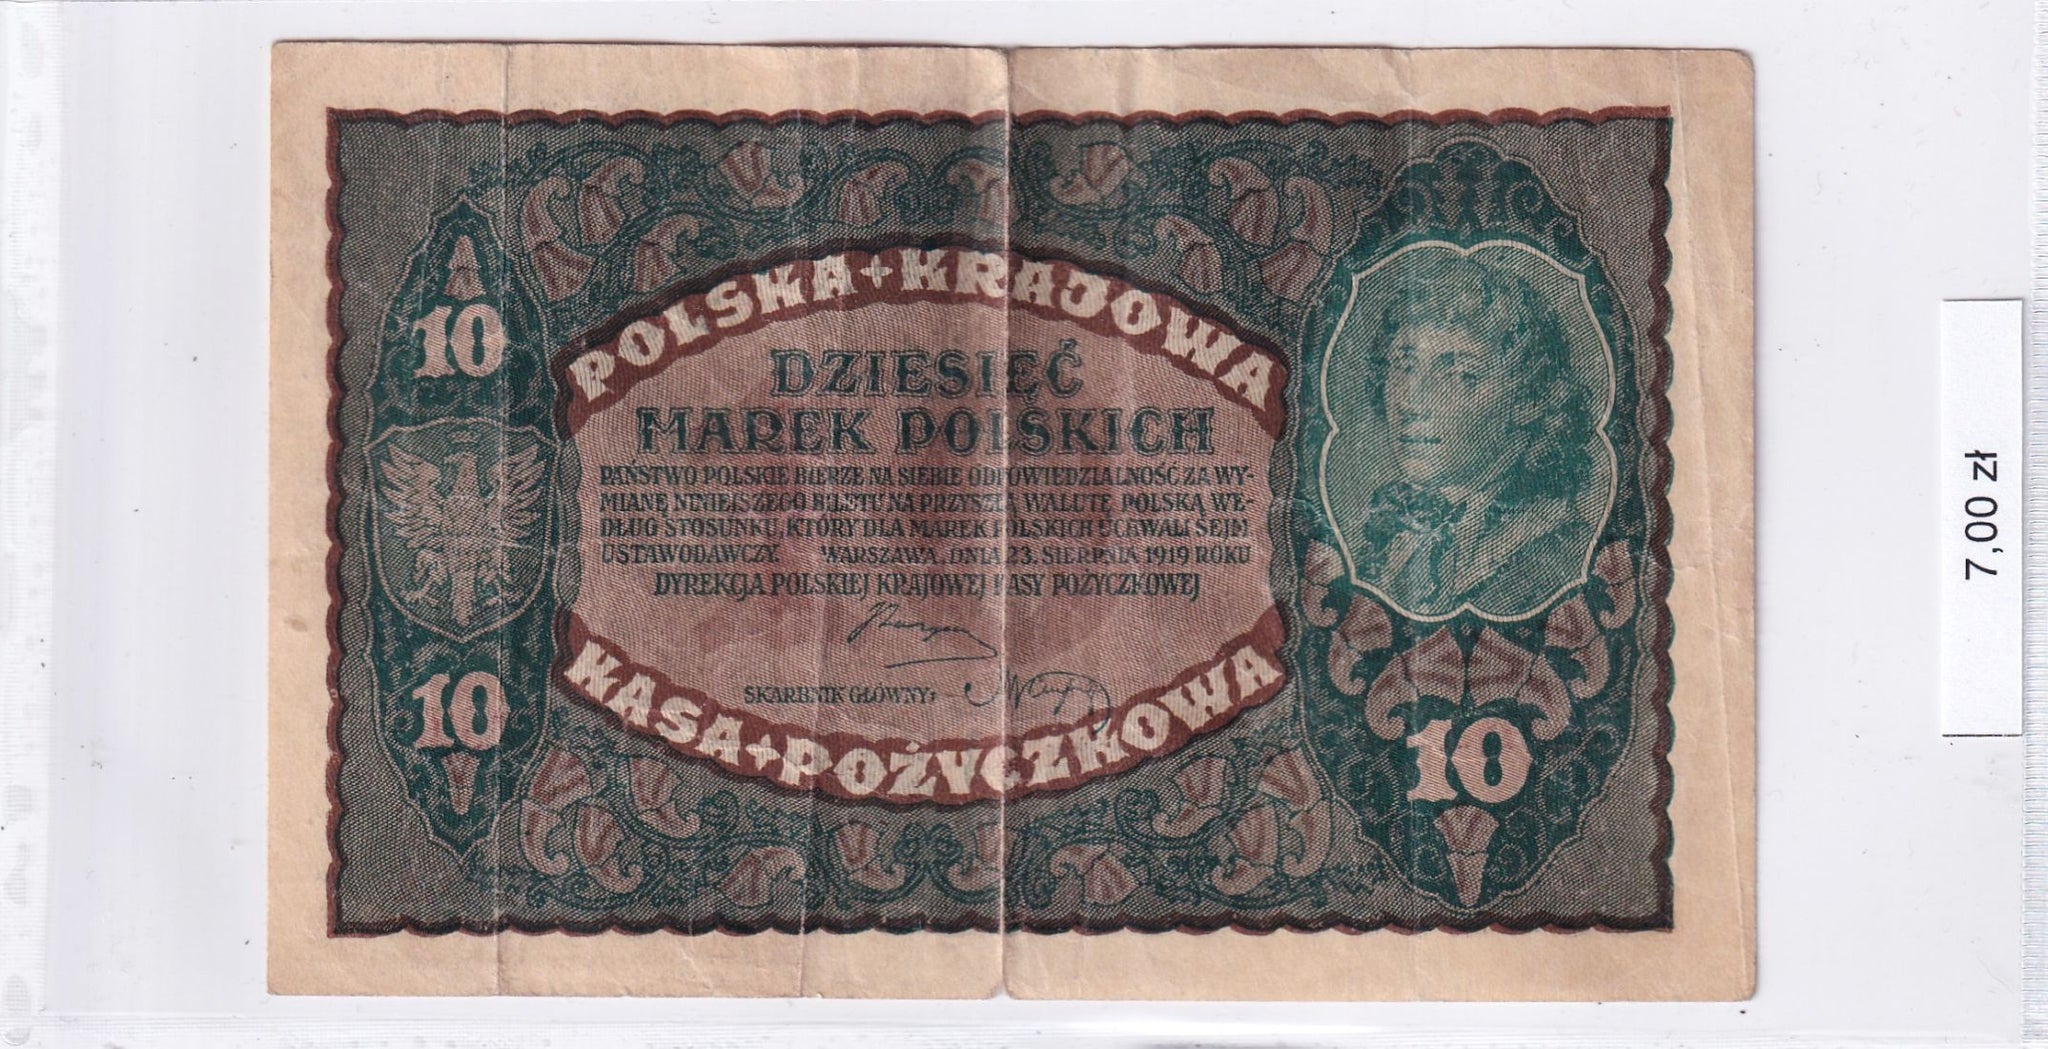 POLSKA + KRAJOWA
10
DZIESIĘĆ
MAREK POLSKICH
PAŃSTWO POLSKIE BIERZE NA SIEBIE ODPOWIEDZIALNOŚĆ ZA WY-
MIANĘ NINIEJSZEGO BILETU NA PRZYSZŁĄ WALUTĘ POLSKĄ WE-
DŁUG STOSUNKU, KTÓRY DLA MAREK POLSKICH UCHWALI SEJM
USTAWODAWCZY. WARSZAWA, DNIA 23. SIERPNIA 1919 ROKU
DYREKCJA POLSKIEJ KRAJOWEJ KASY POŻYCZKOWEJ
SKARBNIK GŁÓWNY:
10
KASA + POŻYCZKOWA
10
7,00 zł